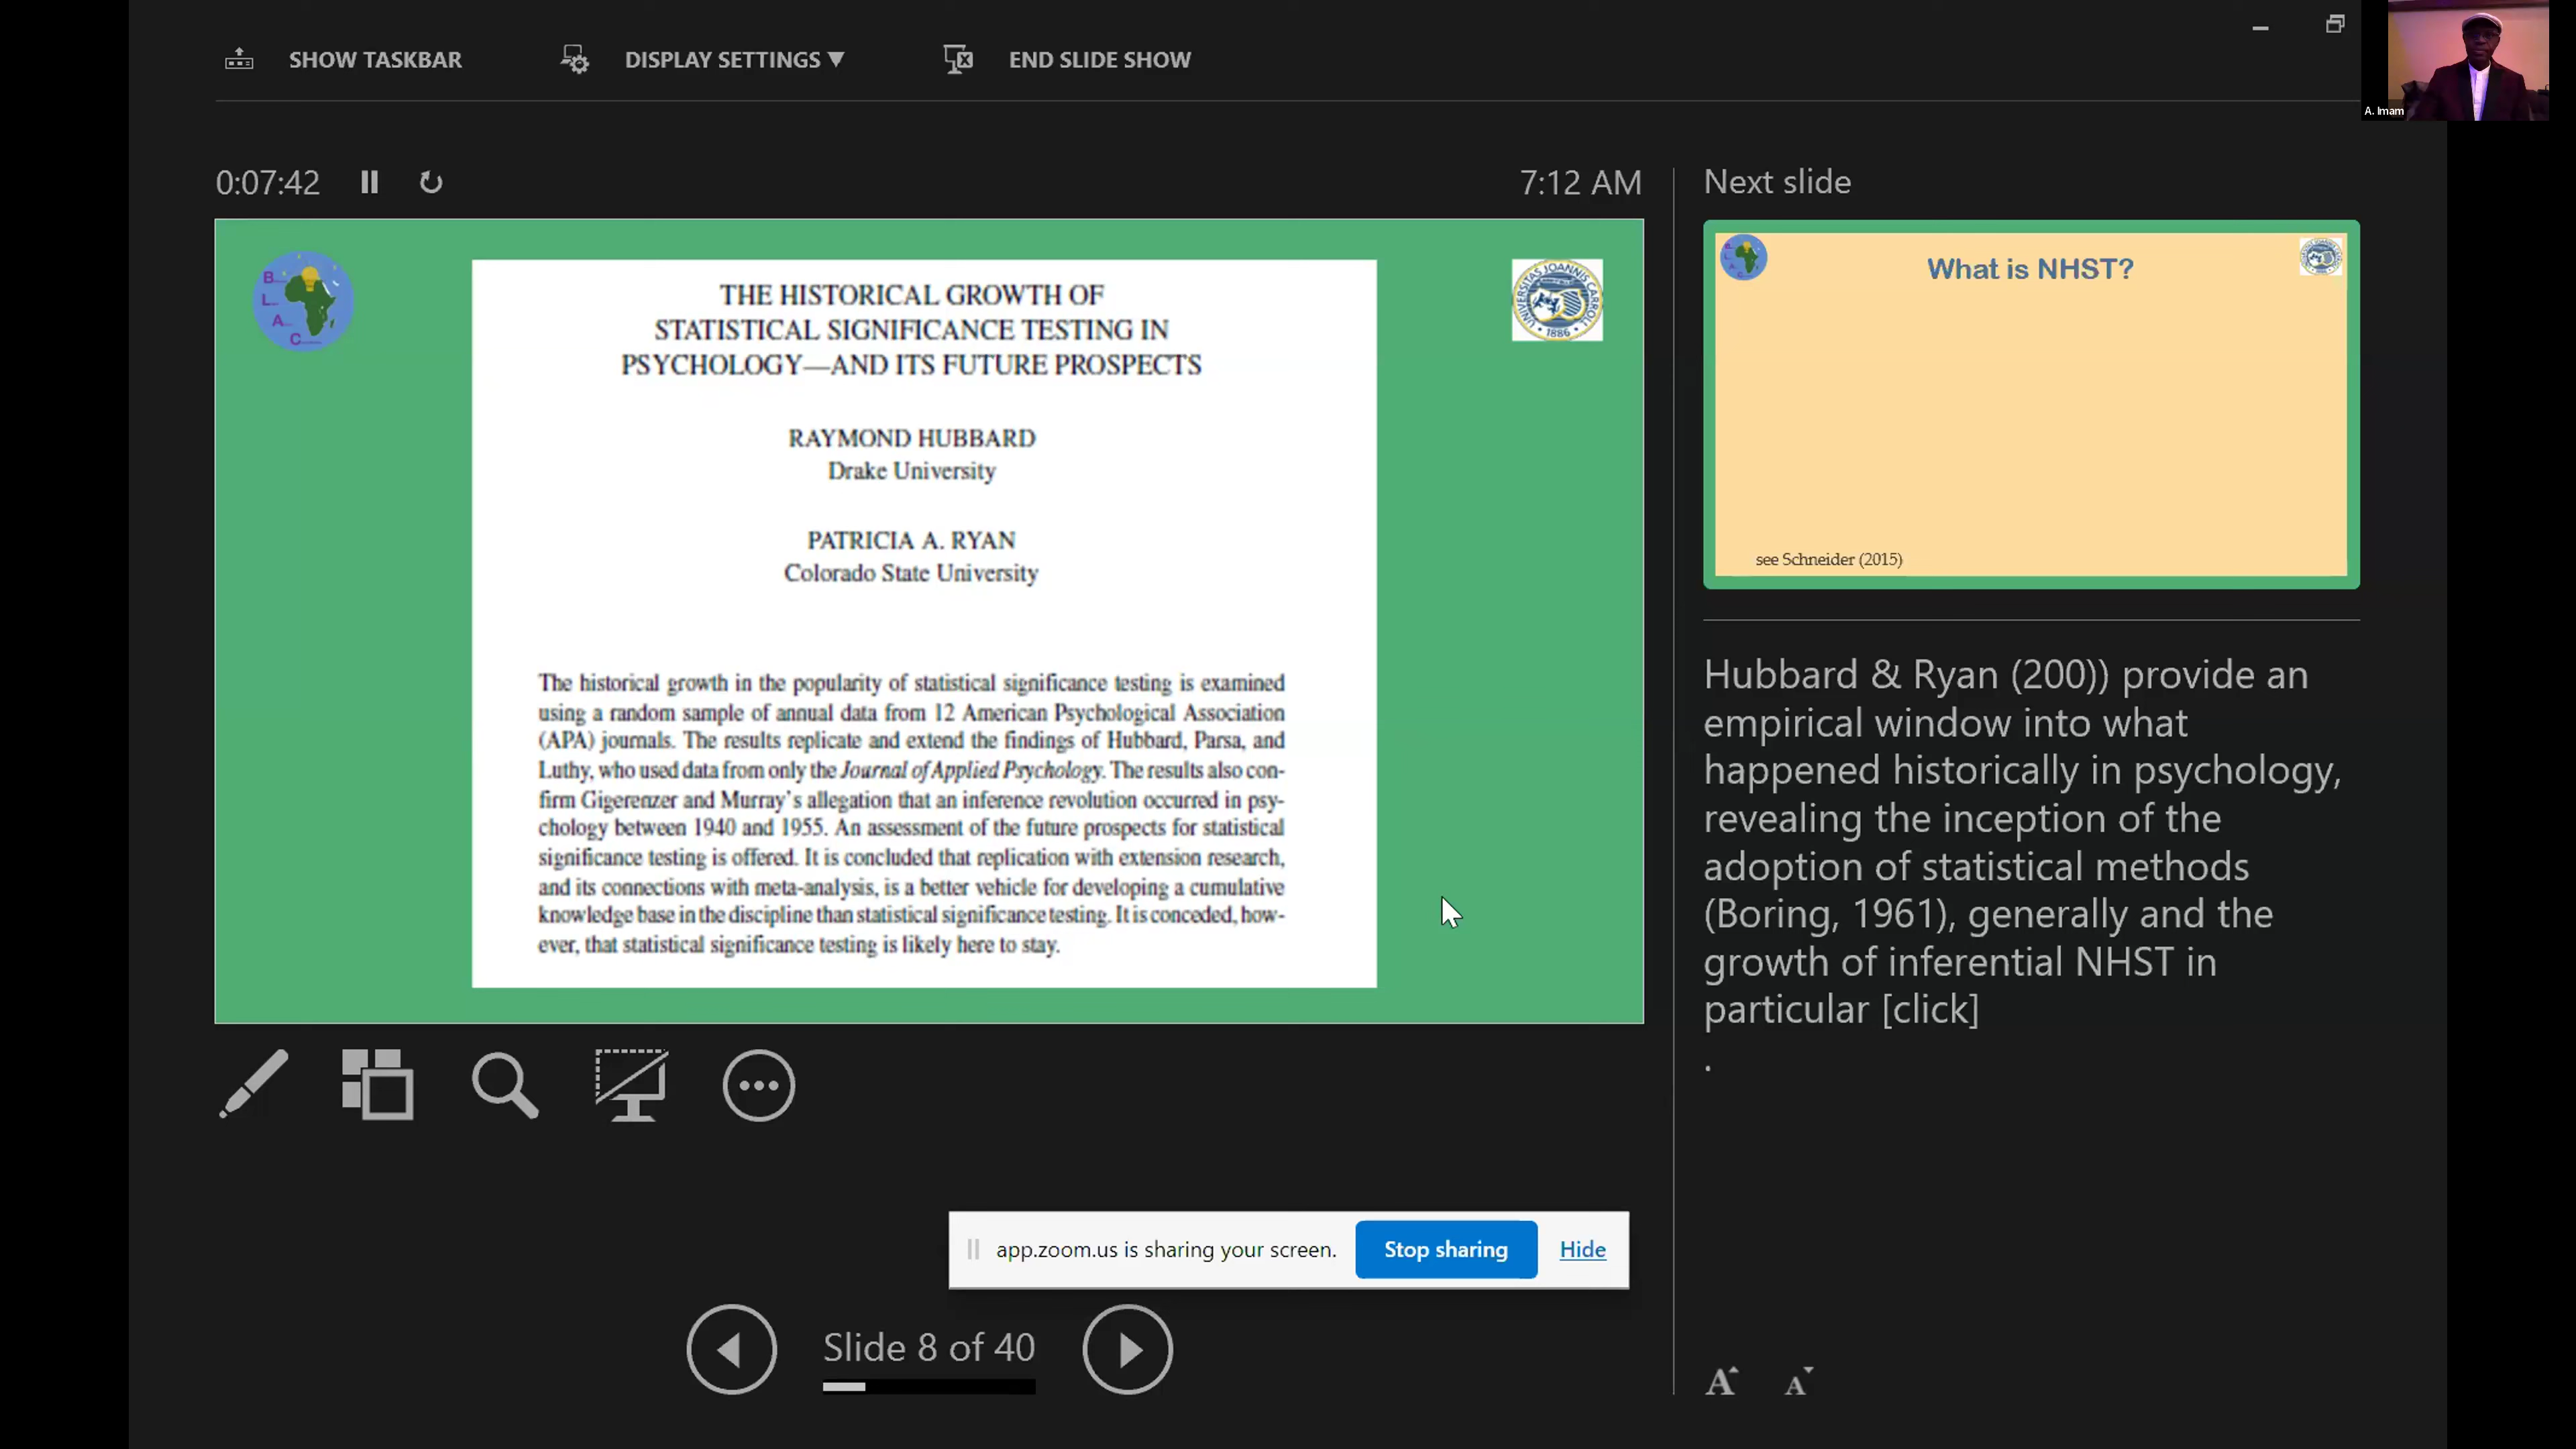 SHOW TASKBAR
DISPLAY SETTINGS ▼
END SLIDE SHOW
A. Imam
0:07:42
7:12 AM
B
L
A
C
THE HISTORICAL GROWTH OF
STATISTICAL SIGNIFICANCE TESTING IN
PSYCHOLOGY—AND ITS FUTURE PROSPECTS
RAYMOND HUBBARD
Drake University
PATRICIA A. RYAN
Colorado State University
The historical growth in the popularity of statistical significance testing is examined
using a random sample of annual data from 12 American Psychological Association
(APA) journals. The results replicate and extend the findings of Hubbard, Parsa, and
Luthy, who used data from only the Journal of Applied Psychology. The results also con-
firm Gigerenzer and Murray's allegation that an inference revolution occurred in psy-
chology between 1940 and 1955. An assessment of the future prospects for statistical
significance testing is offered. It is concluded that replication with extension research,
and its connections with meta-analysis, is a better vehicle for developing a cumulative
knowledge base in the discipline than statistical significance testing. It is conceded, how-
ever, that statistical significance testing is likely here to stay.
UNIVERSITAS JOANNIS CARROLL
• 1886 •
Next slide
What is NHST?
see Schneider (2015)
Hubbard & Ryan (200)) provide an
empirical window into what
happened historically in psychology,
revealing the inception of the
adoption of statistical methods
(Boring, 1961), generally and the
growth of inferential NHST in
particular [click]
.
app.zoom.us is sharing your screen.
Stop sharing
Hide
Slide 8 of 40
A
A